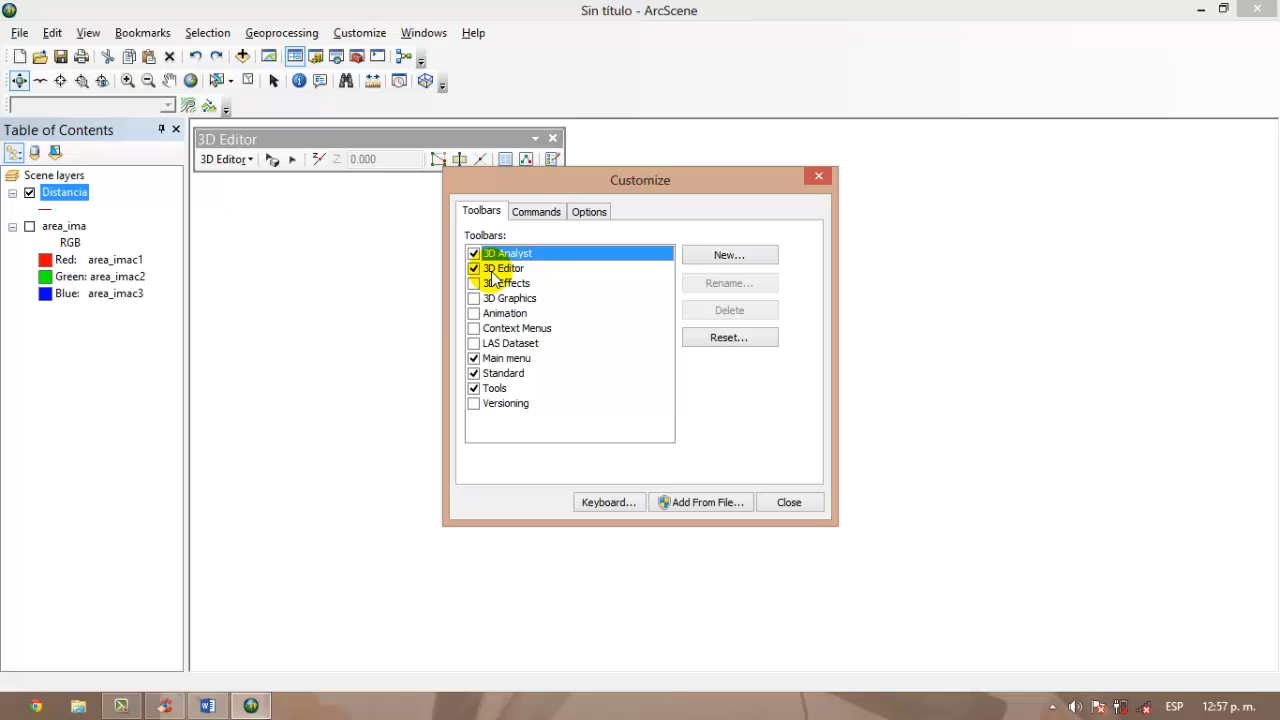 Sin título - ArcScene
File Edit View Bookmarks Selection Geoprocessing Customize Windows Help
Table of Contents
3D Editor
3D Editor Z: 0.000
Scene layers
Distancia
area_ima
RGB
Red: area_imac1
Green: area_imac2
Blue: area_imac3
Customize
Toolbars Commands Options
Toolbars:
3D Analyst
3D Editor
3D Effects
3D Graphics
Animation
Context Menus
LAS Dataset
Main menu
Standard
Tools
Versioning
New...
Rename...
Delete
Reset...
Keyboard... Add From File... Close
ESP 12:57 p. m.